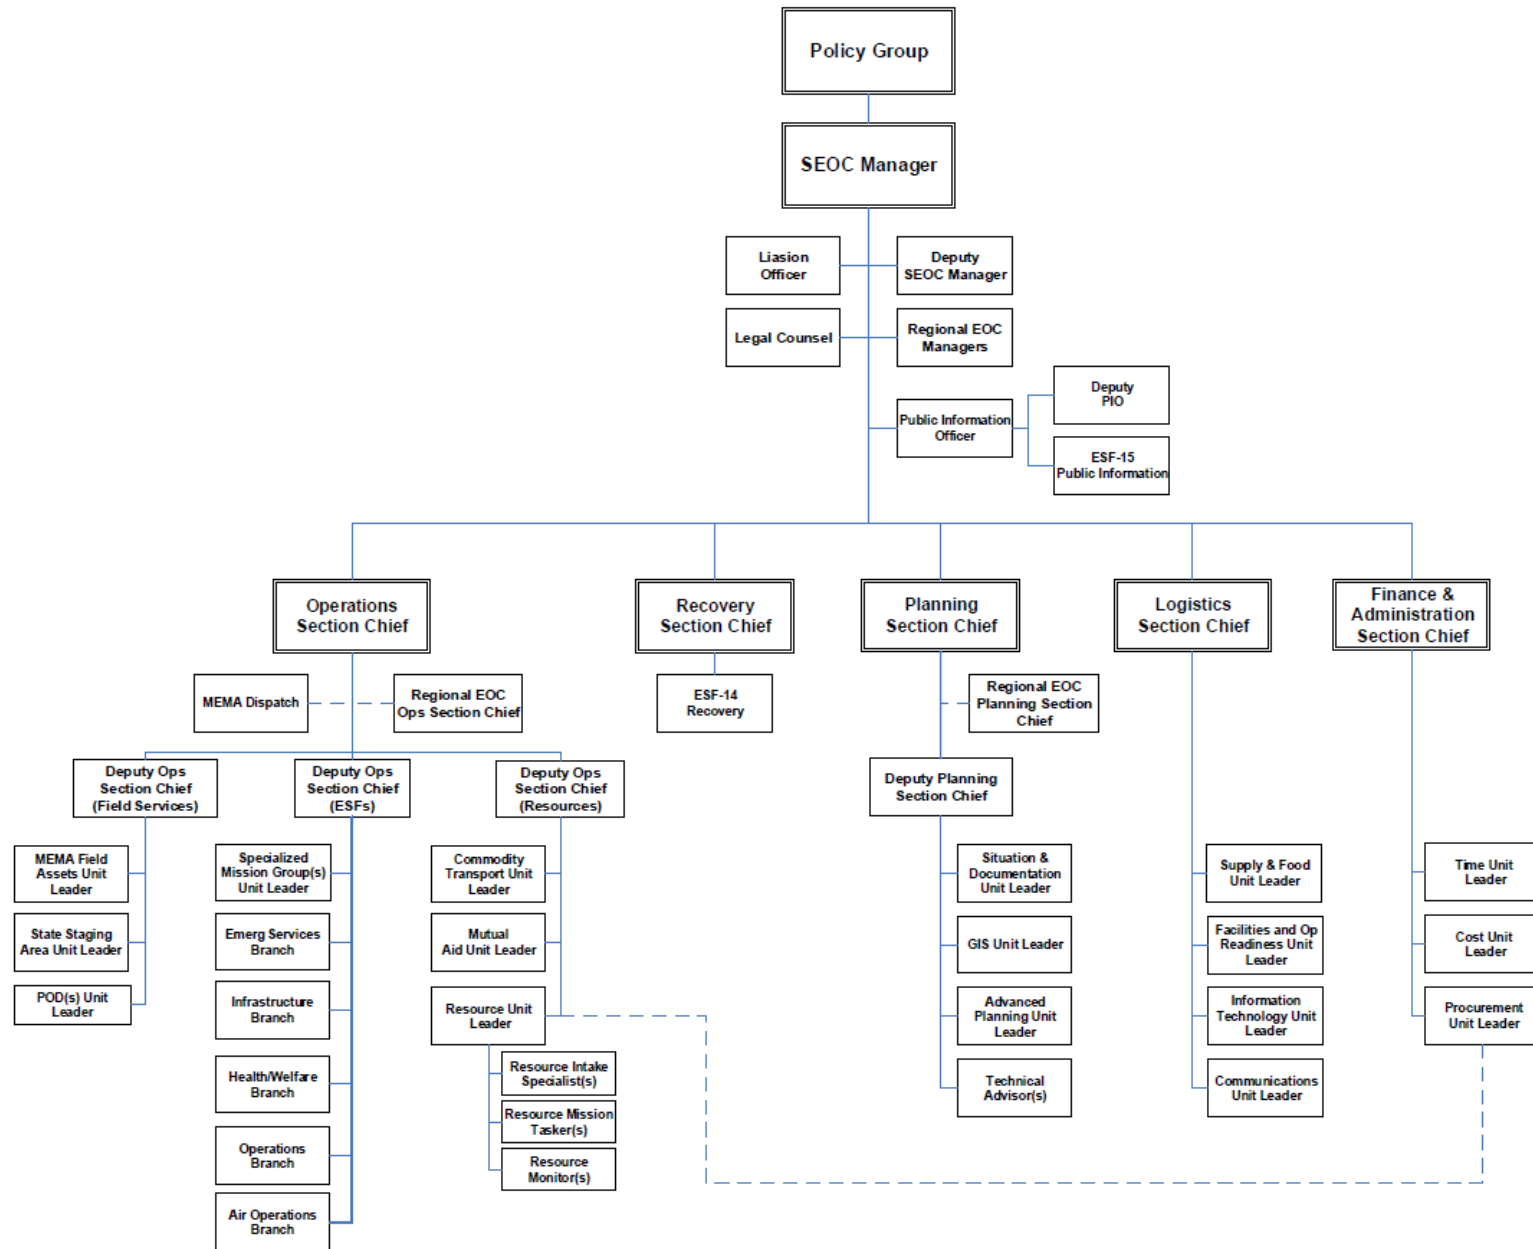 Policy Group
SEOC Manager
Liasion
Officer
Deputy
SEOC Manager
Legal Counsel
Regional EOC
Managers
Public Information
Officer
Deputy
PIO
ESF-15
Public Information
Operations
Section Chief
Recovery
Section Chief
Planning
Section Chief
Logistics
Section Chief
Finance &
Administration
Section Chief
MEMA Dispatch
Regional EOC
Ops Section Chief
ESF-14
Recovery
Regional EOC
Planning Section
Chief
Deputy Ops
Section Chief
(Field Services)
Deputy Ops
Section Chief
(ESFs)
Deputy Ops
Section Chief
(Resources)
Deputy Planning
Section Chief
MEMA Field
Assets Unit
Leader
State Staging
Area Unit Leader
POD(s) Unit
Leader
Specialized
Mission Group(s)
Unit Leader
Emerg Services
Branch
Infrastructure
Branch
Health/Welfare
Branch
Operations
Branch
Air Operations
Branch
Commodity
Transport Unit
Leader
Mutual
Aid Unit Leader
Resource Unit
Leader
Resource Intake
Specialist(s)
Resource Mission
Tasker(s)
Resource
Monitor(s)
Situation &
Documentation
Unit Leader
GIS Unit Leader
Advanced
Planning Unit
Leader
Technical
Advisor(s)
Supply & Food
Unit Leader
Facilities and Op
Readiness Unit
Leader
Information
Technology Unit
Leader
Communications
Unit Leader
Time Unit
Leader
Cost Unit
Leader
Procurement
Unit Leader